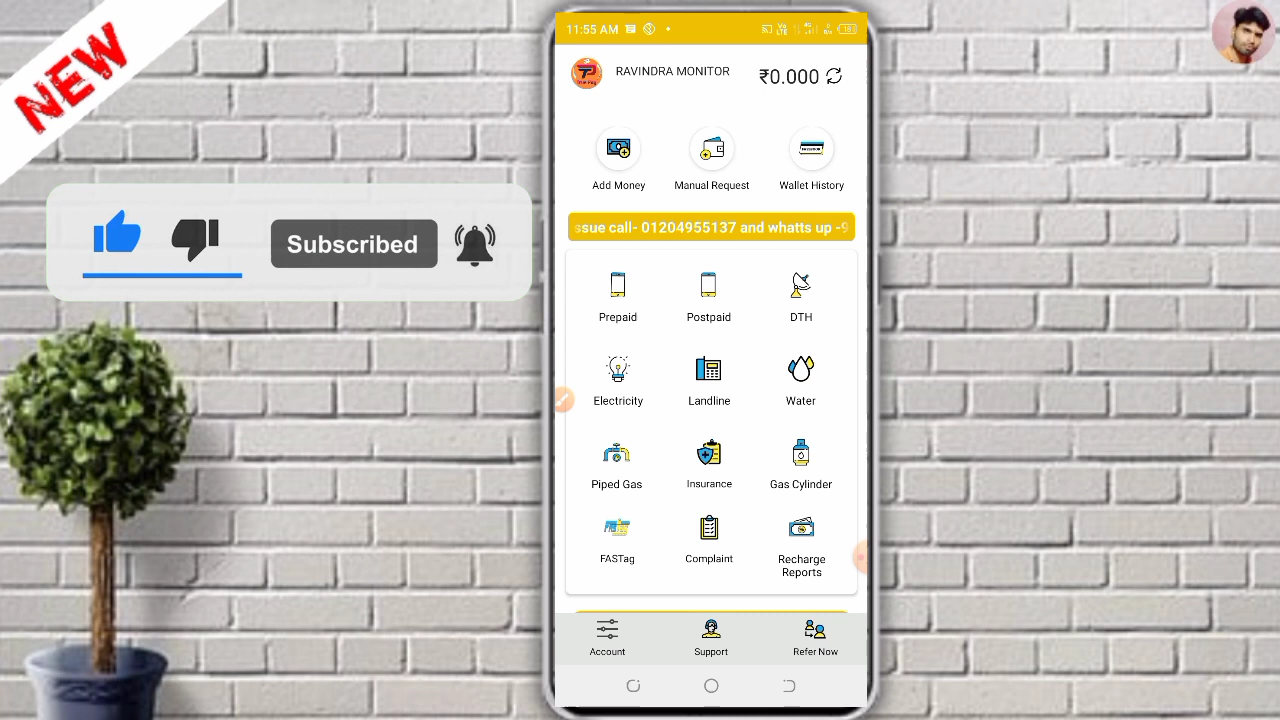 NEW
Subscribed
11:55 AM
RAVINDRA MONITOR
₹0.000
Add Money
Manual Request
Wallet History
ssue call- 01204955137 and whatts up -9
Prepaid
Postpaid
DTH
Electricity
Landline
Water
Piped Gas
Insurance
Gas Cylinder
FASTag
Complaint
Recharge
Reports
Account
Support
Refer Now